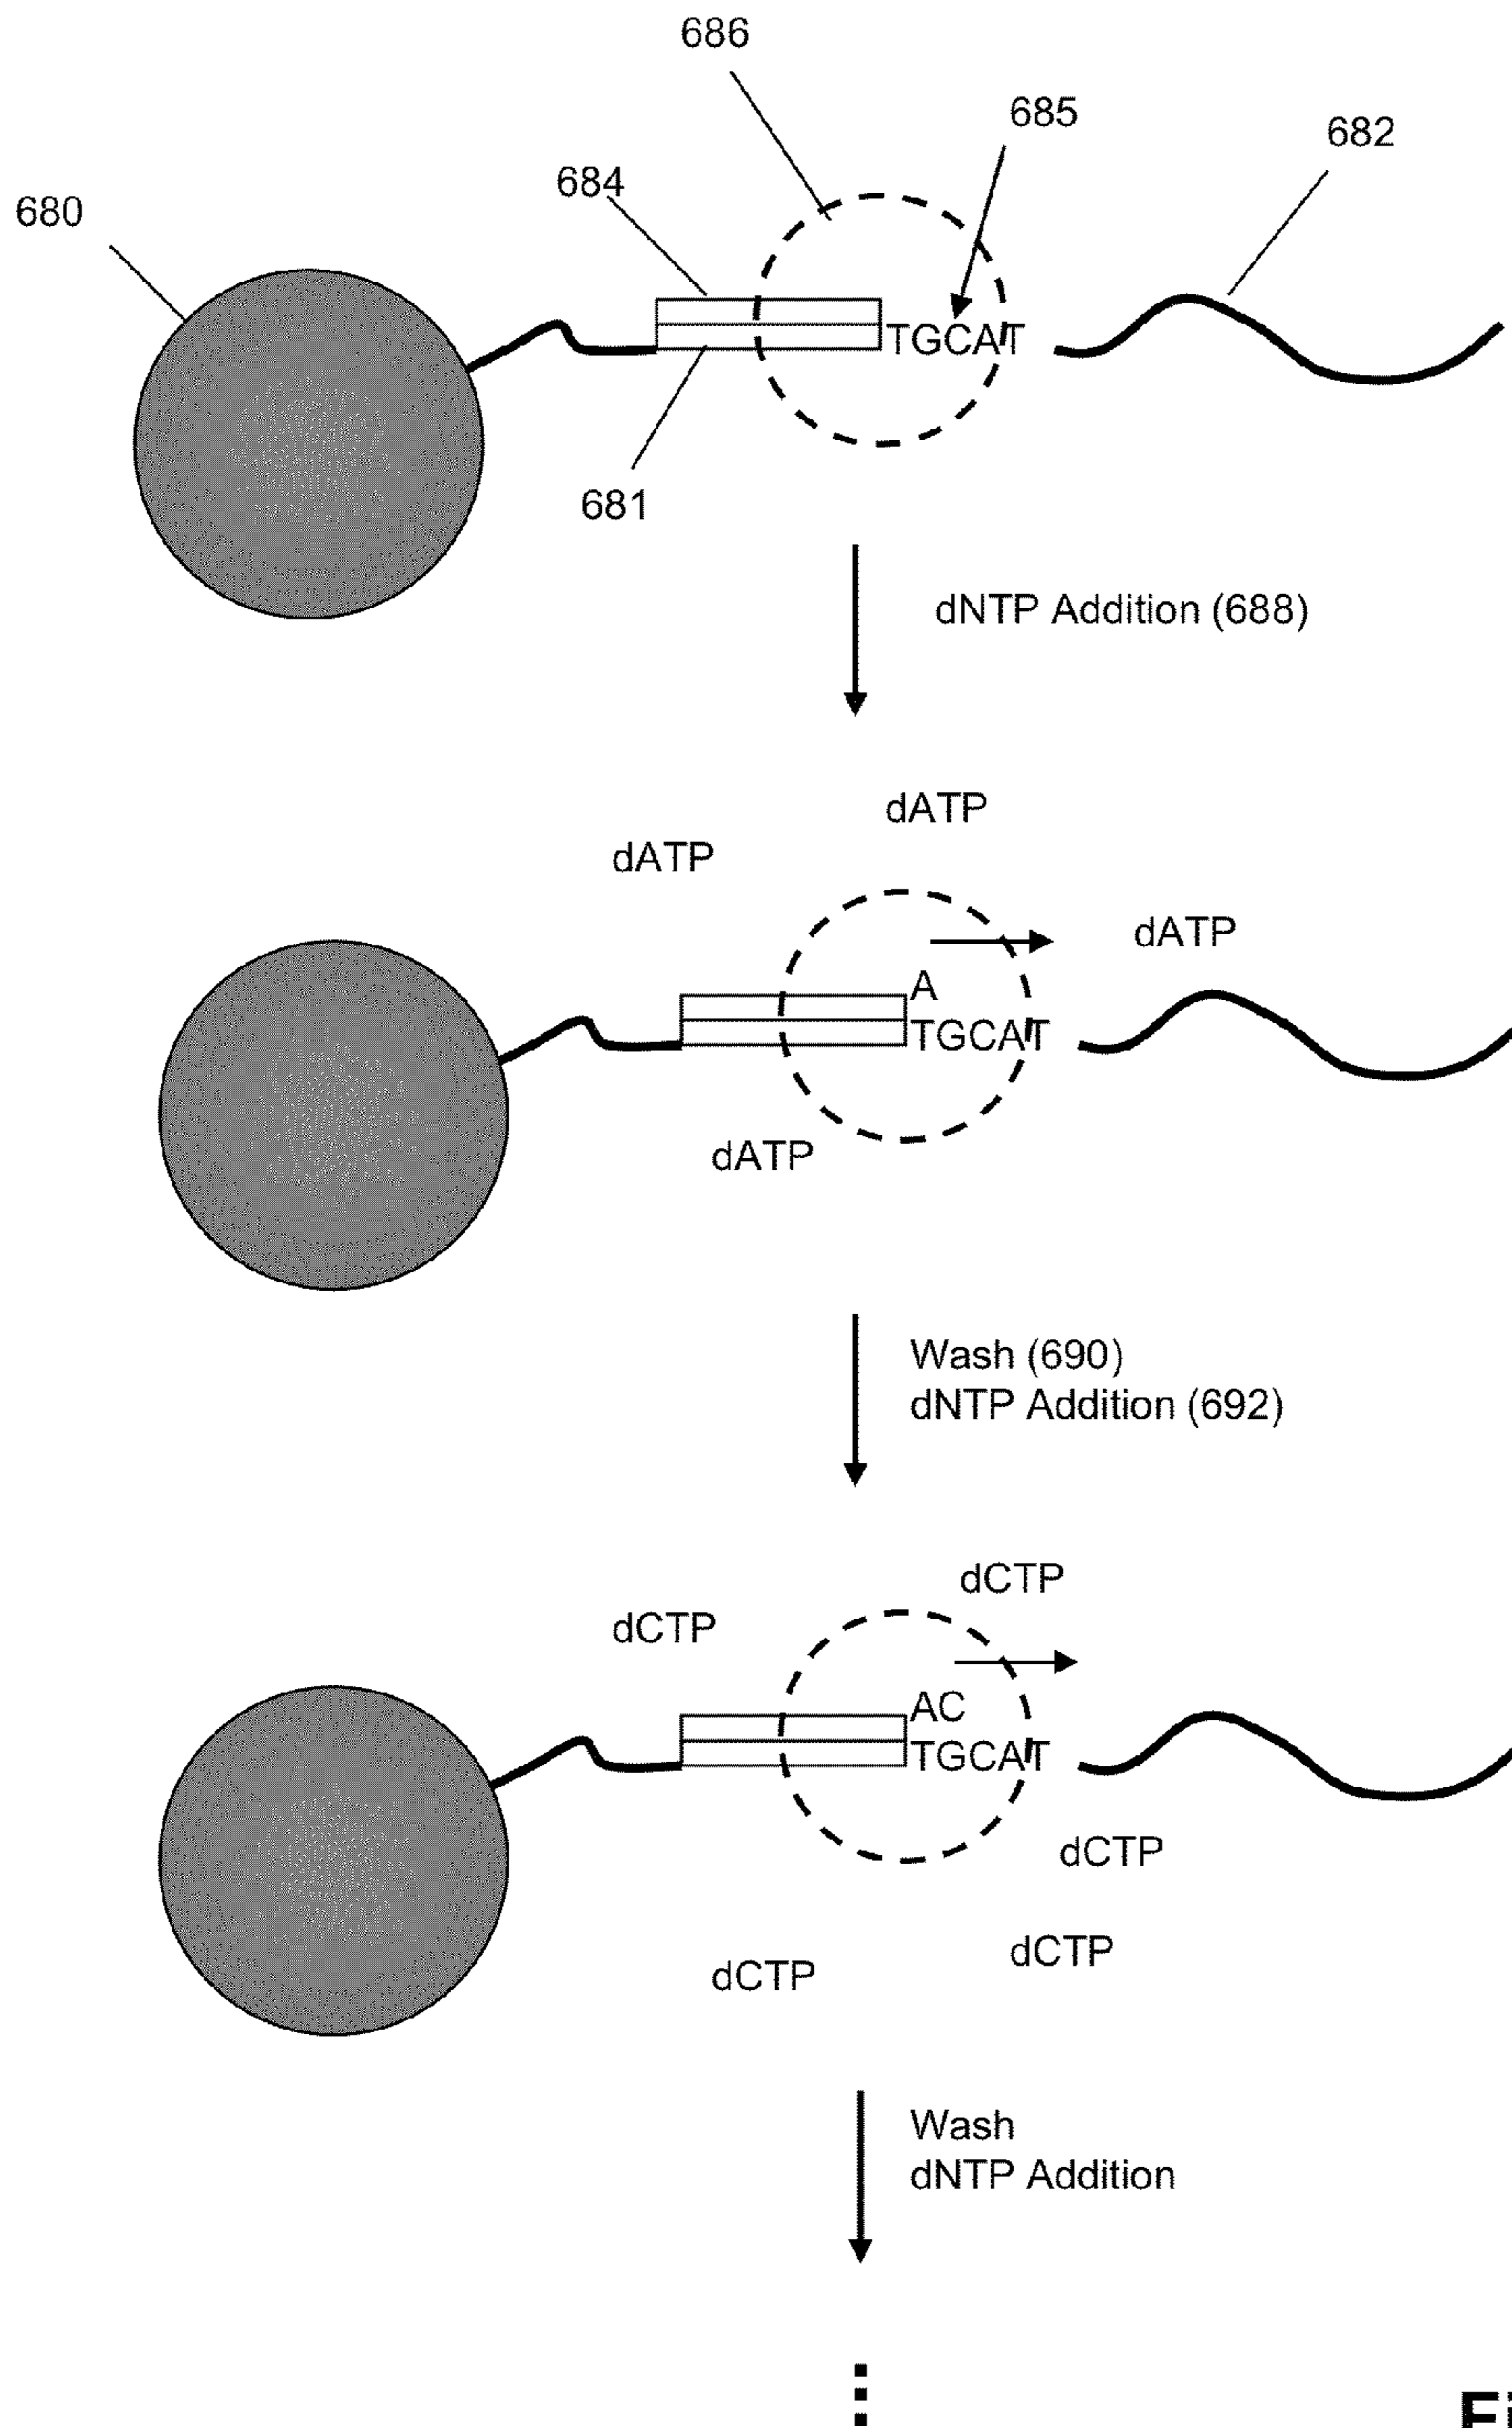 686
685
682
684
680
TGCAT
681
dNTP Addition (688)
dATP
dATP
dATP
A
TGCAT
dATP
Wash (690)
dNTP Addition (692)
dCTP
dCTP
AC
TGCAT
dCTP
dCTP
dCTP
Wash
dNTP Addition